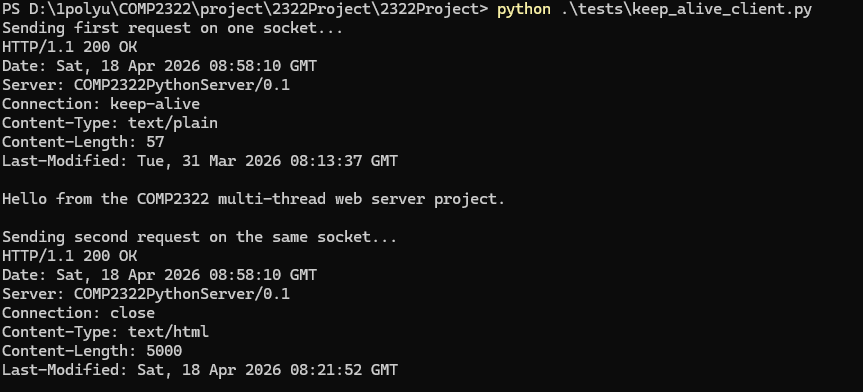 PS D:\1polyu\COMP2322\project\2322Project\2322Project> python .\tests\keep_alive_client.py
Sending first request on one socket...
HTTP/1.1 200 OK
Date: Sat, 18 Apr 2026 08:58:10 GMT
Server: COMP2322PythonServer/0.1
Connection: keep-alive
Content-Type: text/plain
Content-Length: 57
Last-Modified: Tue, 31 Mar 2026 08:13:37 GMT

Hello from the COMP2322 multi-thread web server project.

Sending second request on the same socket...
HTTP/1.1 200 OK
Date: Sat, 18 Apr 2026 08:58:10 GMT
Server: COMP2322PythonServer/0.1
Connection: close
Content-Type: text/html
Content-Length: 5000
Last-Modified: Sat, 18 Apr 2026 08:21:52 GMT